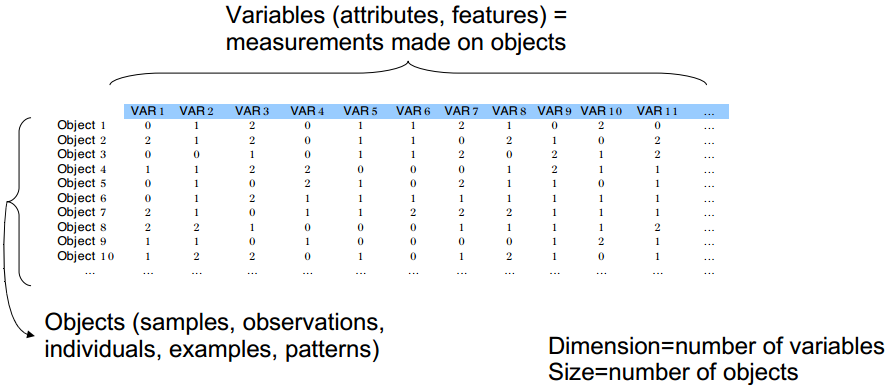 Variables (attributes, features) =
measurements made on objects
VAR 1 VAR 2 VAR 3 VAR 4 VAR 5 VAR 6 VAR 7 VAR 8 VAR 9 VAR 10 VAR 11 ...
Object 1 0 1 2 0 1 1 2 1 0 2 0 ...
Object 2 2 1 2 0 1 1 0 2 1 0 2 ...
Object 3 0 0 1 0 1 1 2 0 2 1 2 ...
Object 4 1 1 2 2 0 0 0 1 2 1 1 ...
Object 5 0 1 0 2 1 0 2 1 1 0 1 ...
Object 6 0 1 2 1 1 1 1 1 1 1 1 ...
Object 7 2 1 0 1 1 2 2 2 1 1 1 ...
Object 8 2 2 1 0 0 0 1 1 1 1 2 ...
Object 9 1 1 0 1 0 0 0 0 1 2 1 ...
Object 10 1 2 2 0 1 0 1 2 1 0 1 ...
... ... ... ... ... ... ... ... ... ... ... ... ...
Objects (samples, observations,
individuals, examples, patterns)
Dimension=number of variables
Size=number of objects